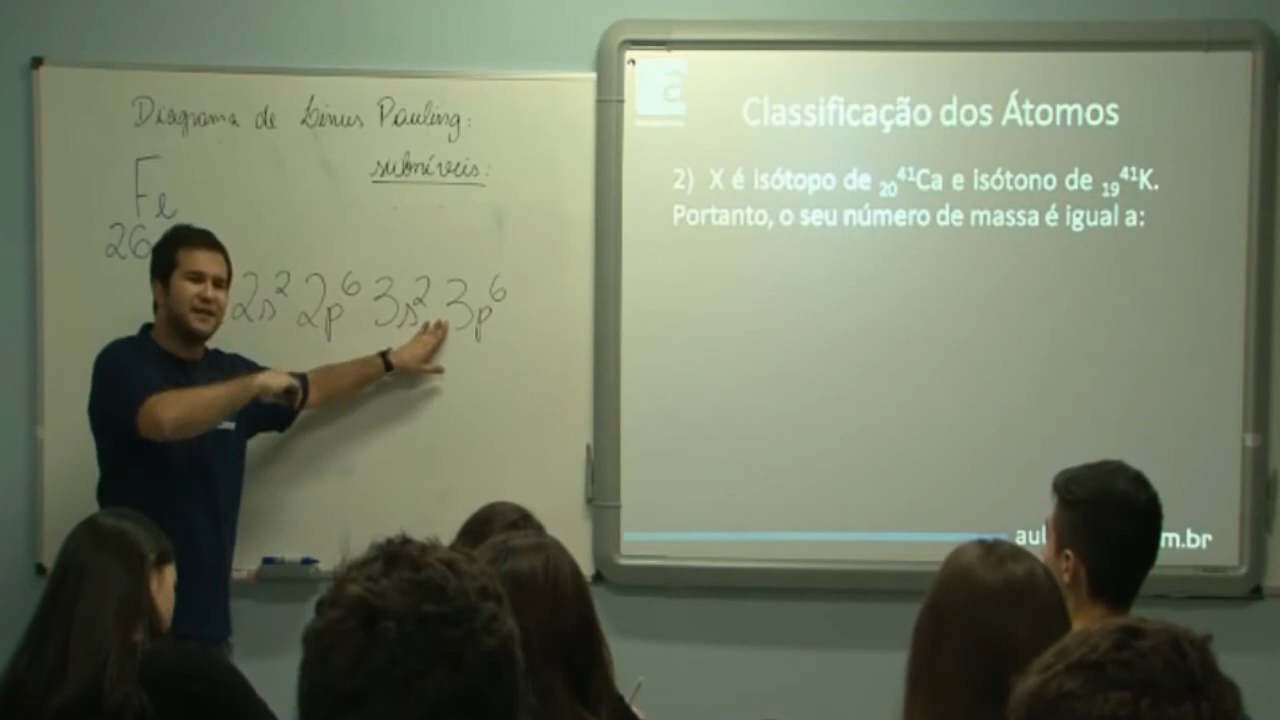 Diagrama de Linus Pauling:
subníveis:
Fe
26
2s² 2p⁶ 3s² 3p⁶
Classificação dos Átomos
2) X é isótopo de ₂₀⁴¹Ca e isótono de ₁₉⁴¹K.
Portanto, o seu número de massa é igual a: